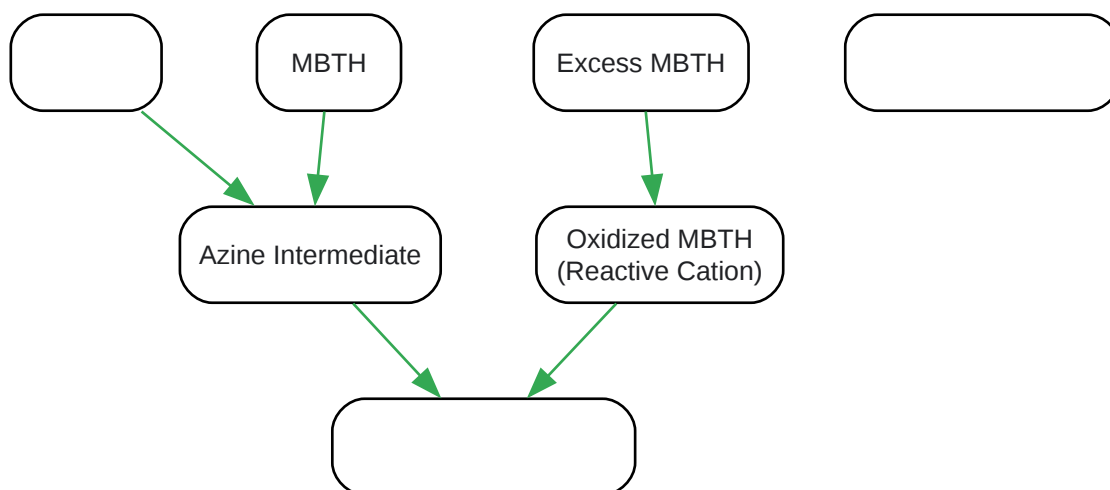 MBTH
Excess MBTH
Azine Intermediate
Oxidized MBTH
(Reactive Cation)